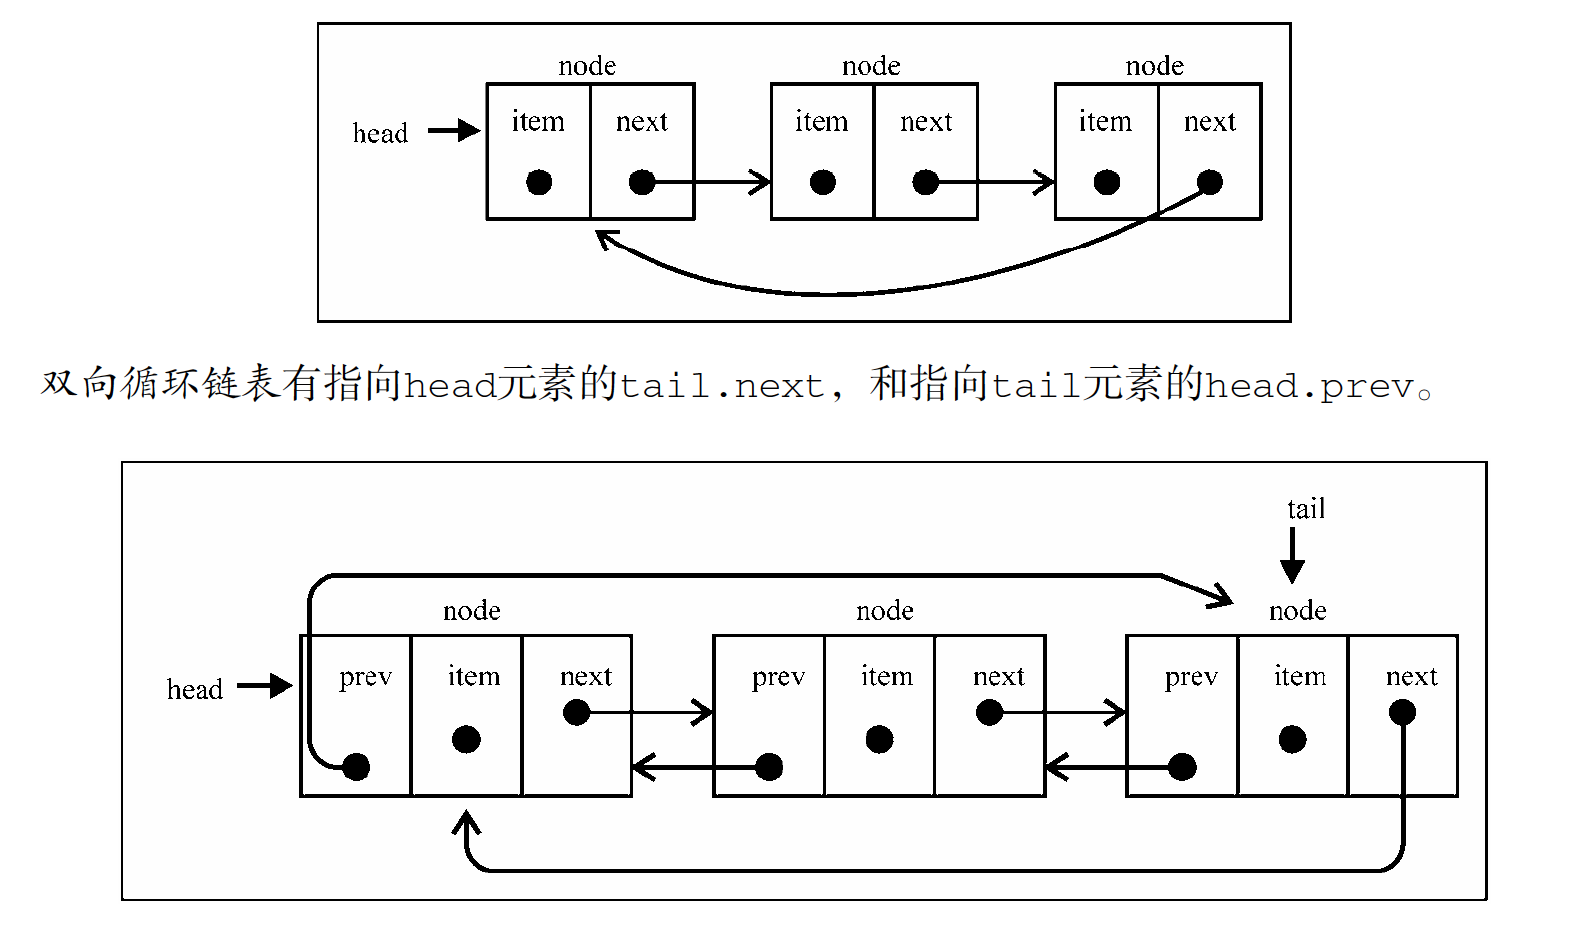 node node node
item next item next item next
head
双向循环链表有指向head元素的tail.next，和指向tail元素的head.prev。
tail
node node node
prev item next prev item next prev item next
head